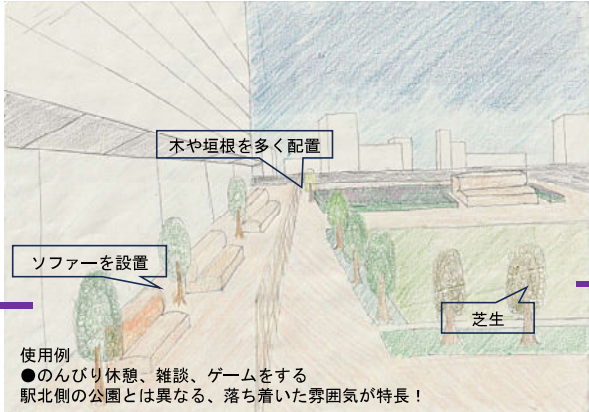 木や垣根を多く配置
ソファーを設置
芝生
使用例
●のんびり休憩、雑談、ゲームをする
駅北側の公園とは異なる、落ち着いた雰囲気が特長！